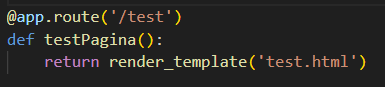 @app.route('/test')
def testPagina():
    return render_template('test.html')